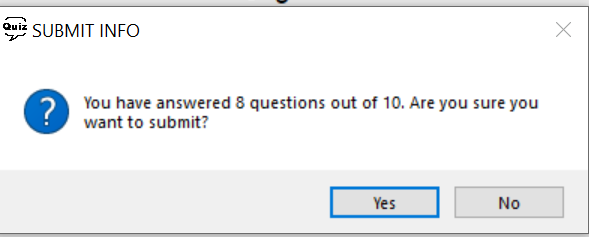 Quiz SUBMIT INFO
You have answered 8 questions out of 10. Are you sure you
want to submit?
Yes No